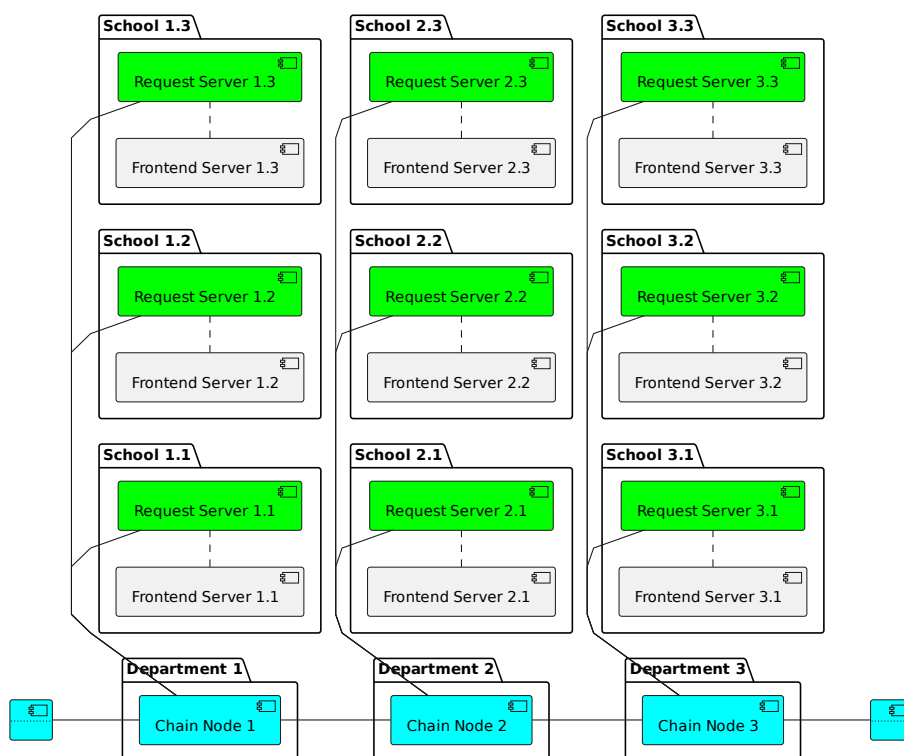 School 1.3
School 2.3
School 3.3
Request Server 1.3
Request Server 2.3
Request Server 3.3
Frontend Server 1.3
Frontend Server 2.3
Frontend Server 3.3
School 1.2
School 2.2
School 3.2
Request Server 1.2
Request Server 2.2
Request Server 3.2
Frontend Server 1.2
Frontend Server 2.2
Frontend Server 3.2
School 1.1
School 2.1
School 3.1
Request Server 1.1
Request Server 2.1
Request Server 3.1
Frontend Server 1.1
Frontend Server 2.1
Frontend Server 3.1
Department 1
Department 2
Department 3
Chain Node 1
Chain Node 2
Chain Node 3